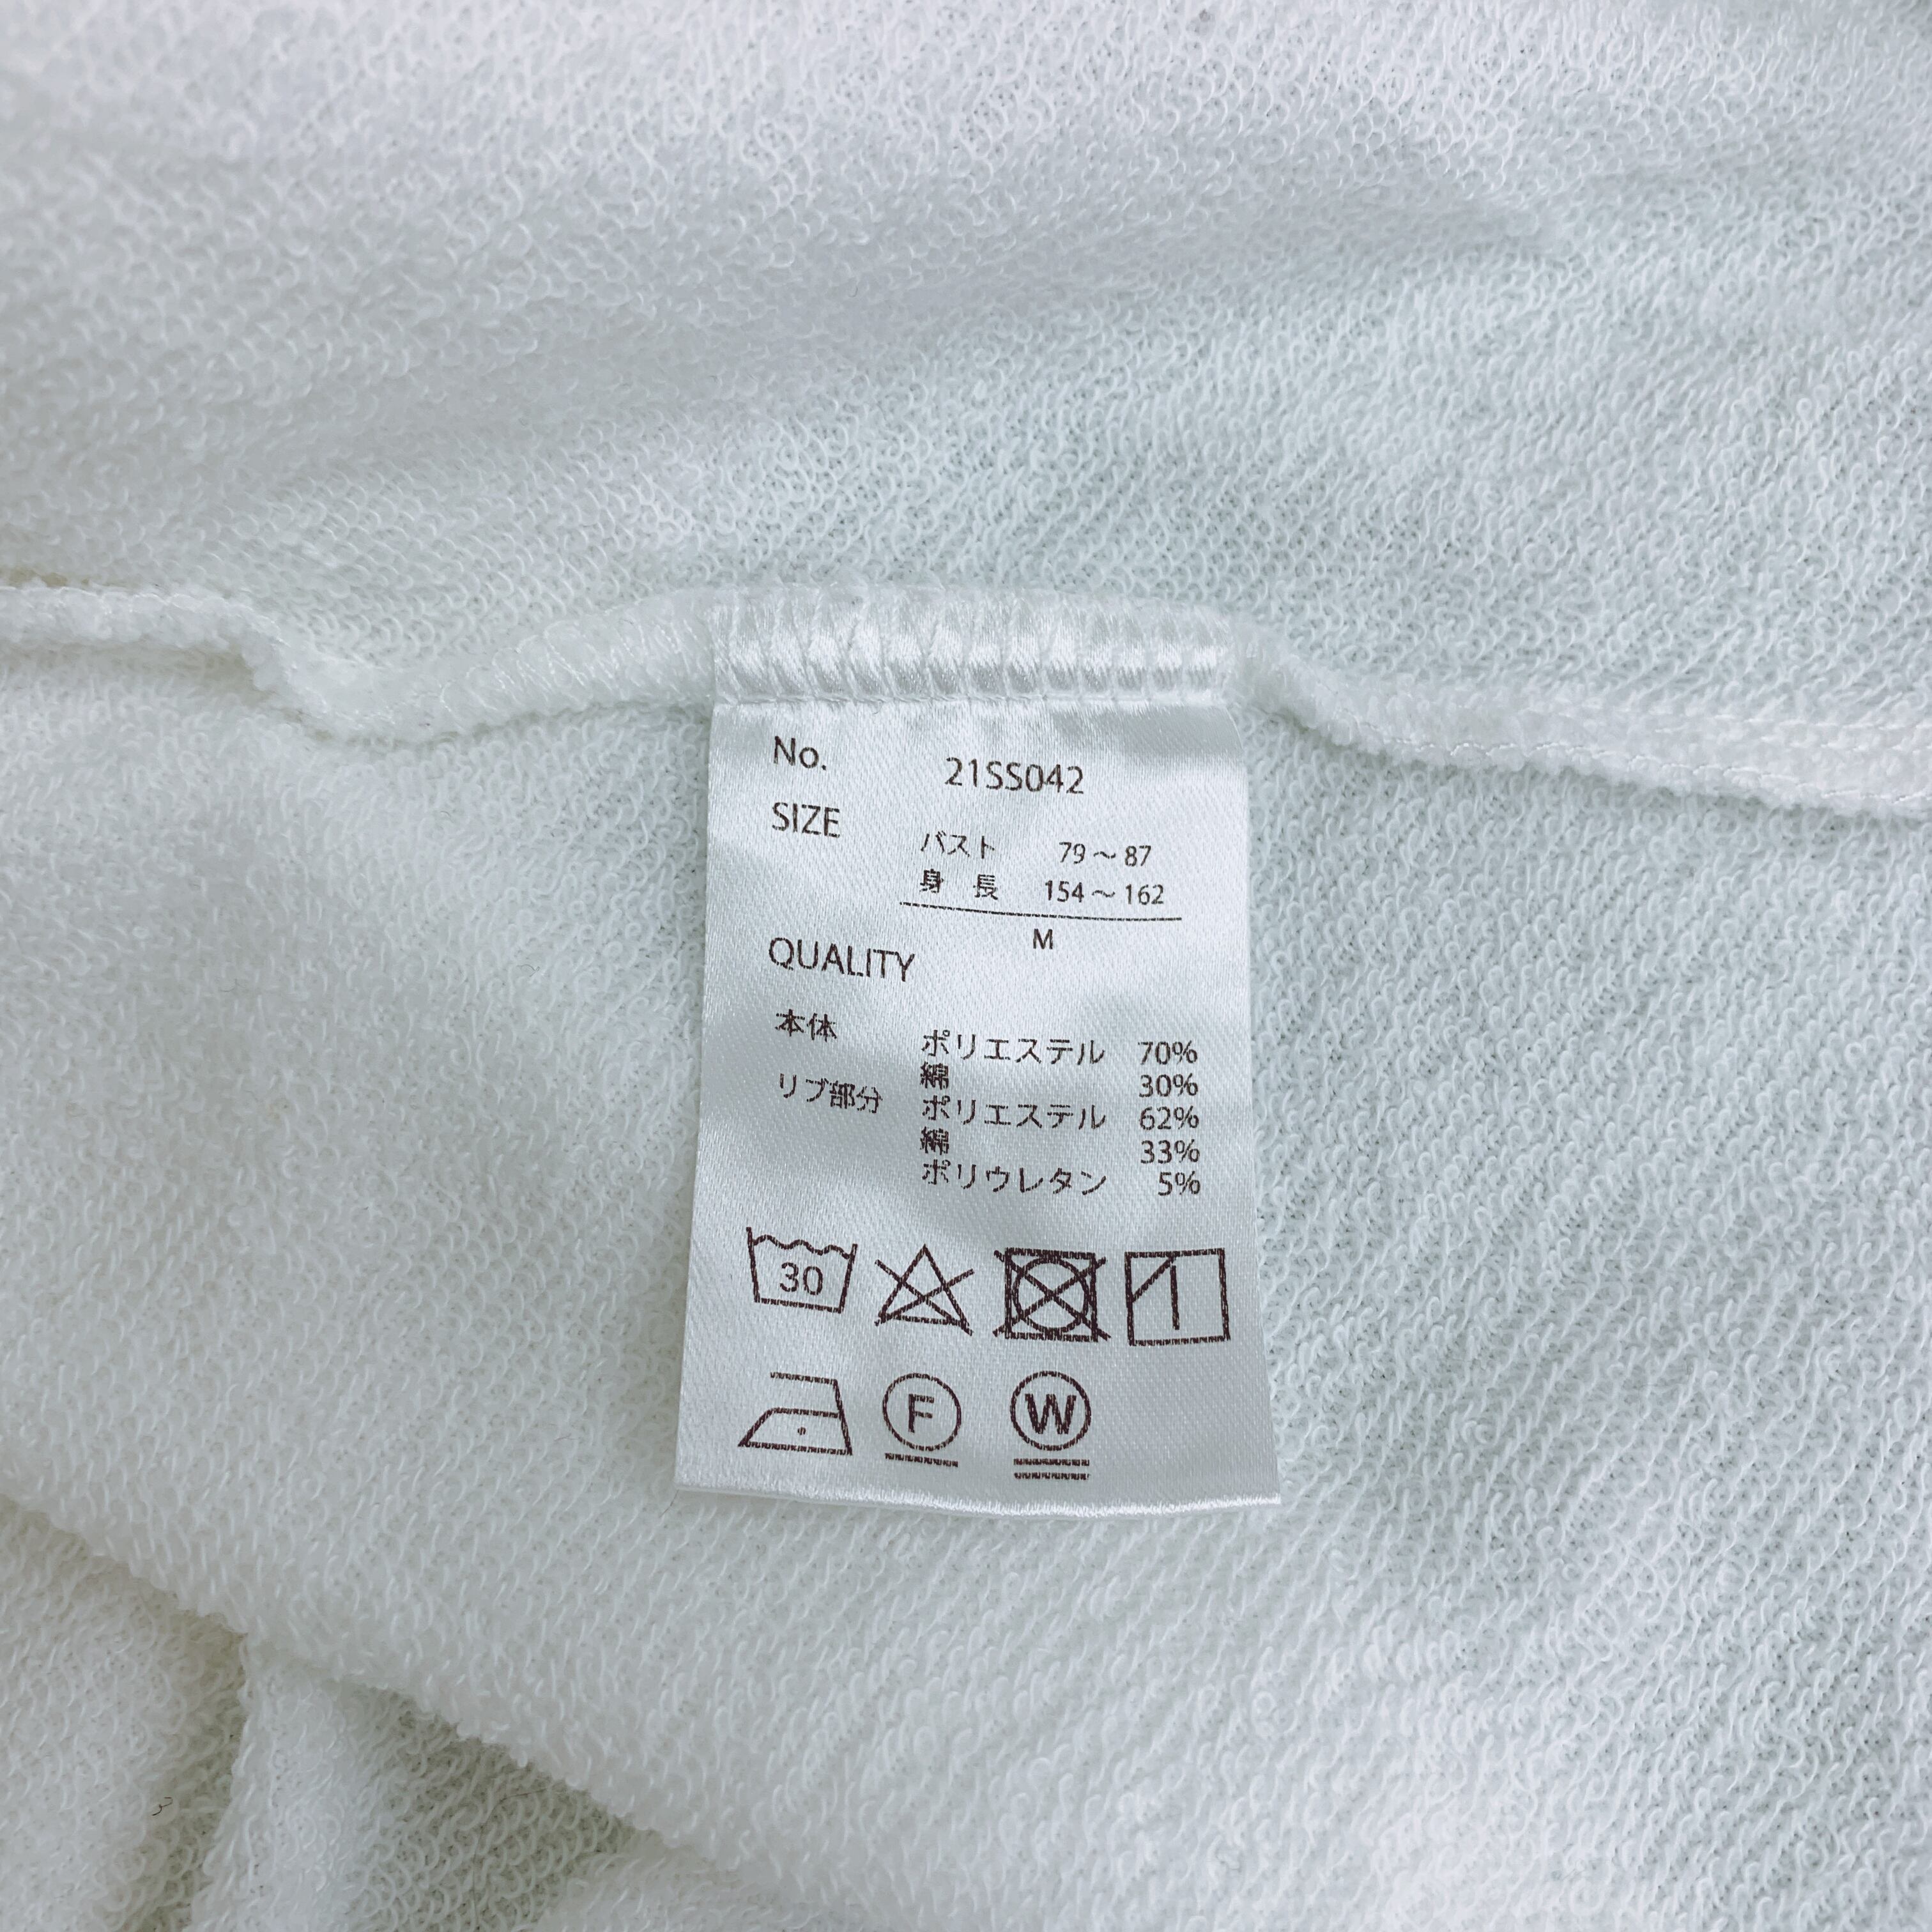 No. 21SS042
SIZE
バスト 79～87
身長 154～162
M
QUALITY
本体 ポリエステル 70%
綿 30%
リブ部分 ポリエステル 62%
綿 33%
ポリウレタン 5%
30
F W